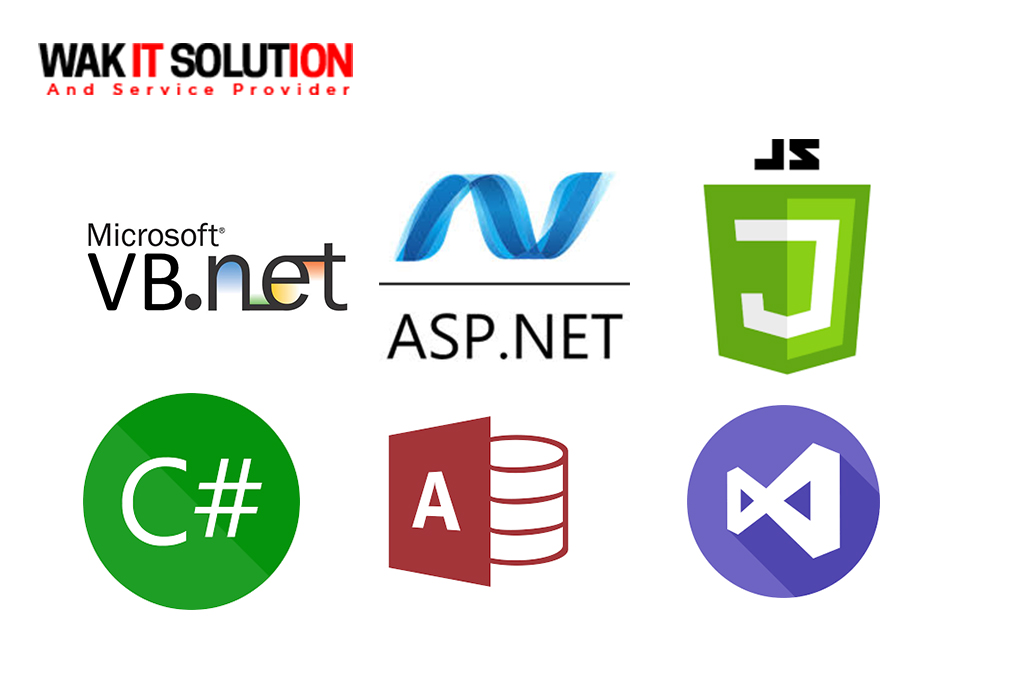 WAK IT SOLUTION
And Service Provider
Microsoft®
VB.net
ASP.NET
JS
J
C#
A